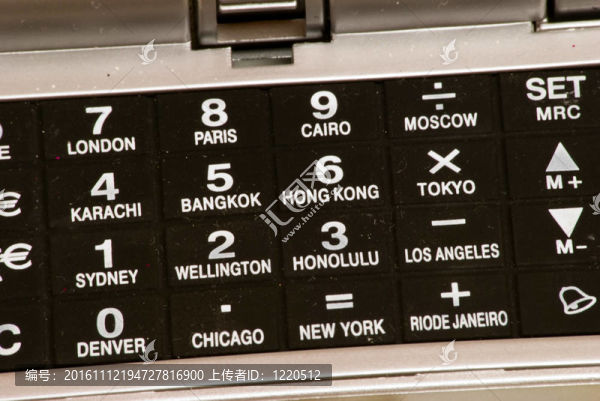 7 8 9 ÷ SET
LONDON PARIS CAIRO MOSCOW MRC
4 5 6 × ▲
KARACHI BANGKOK HONG KONG TOKYO M+
€
1 2 3 − ▼
SYDNEY WELLINGTON HONOLULU LOS ANGELES M−
€
0 . = +
DENVER CHICAGO NEW YORK RIODE JANEIRO
C
编号：20161112194727816900 上传者ID：1220512